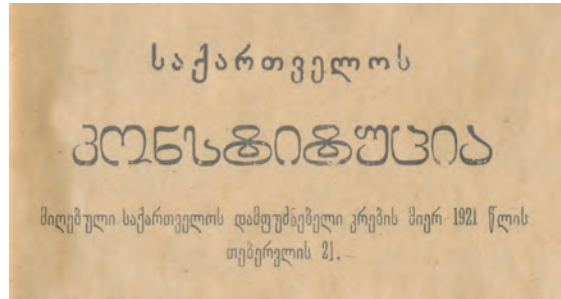 საქართველოს
კონსტიტუცია
მიღებული საქართველოს დამფუძნებელი კრების მიერ 1921 წლის
თებერვლის 21.